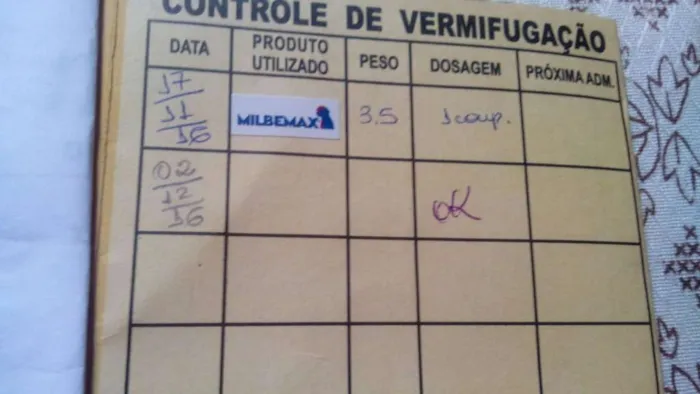 CONTROLE DE VERMIFUGAÇÃO
DATA PRODUTO UTILIZADO PESO DOSAGEM PRÓXIMA ADM.
17/11/16 MILBEMAX 3.5 1 comp.
02/12/16 OK